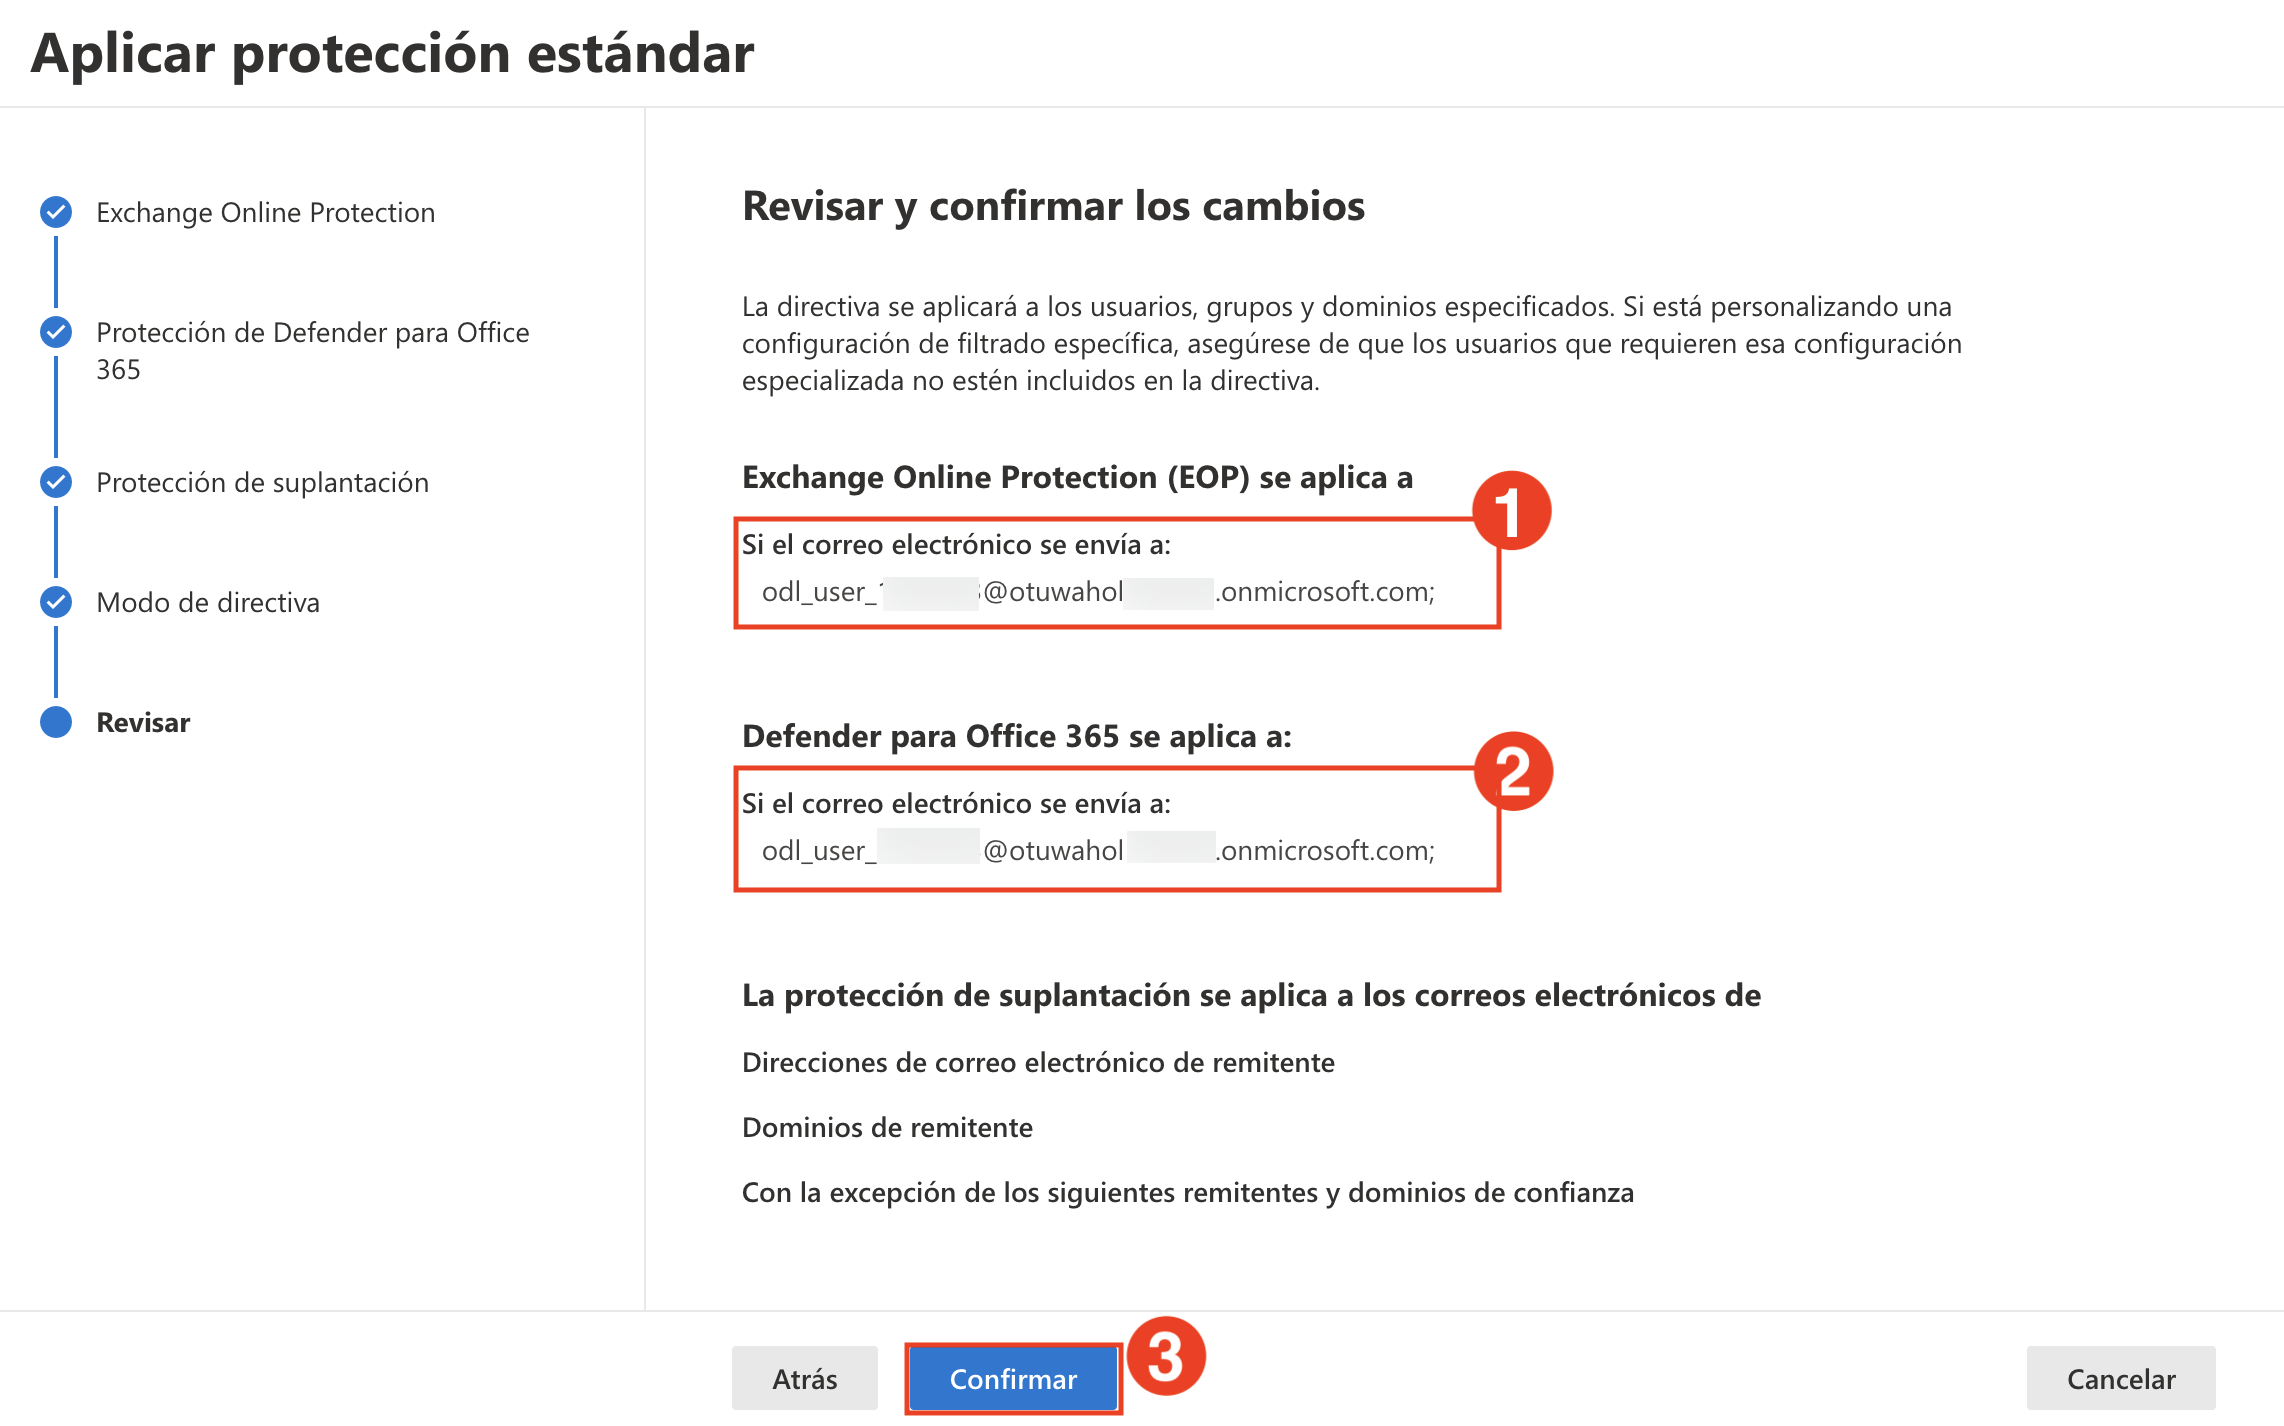 Aplicar protección estándar
Exchange Online Protection
Protección de Defender para Office
365
Protección de suplantación
Modo de directiva
Revisar
Revisar y confirmar los cambios
La directiva se aplicará a los usuarios, grupos y dominios especificados. Si está personalizando una
configuración de filtrado específica, asegúrese de que los usuarios que requieren esa configuración
especializada no estén incluidos en la directiva.
Exchange Online Protection (EOP) se aplica a
1
Si el correo electrónico se envía a:
odl_user_ @otuwahol .onmicrosoft.com;
Defender para Office 365 se aplica a:
2
Si el correo electrónico se envía a:
odl_user_ @otuwahol .onmicrosoft.com;
La protección de suplantación se aplica a los correos electrónicos de
Direcciones de correo electrónico de remitente
Dominios de remitente
Con la excepción de los siguientes remitentes y dominios de confianza
Atrás
Confirmar
3
Cancelar